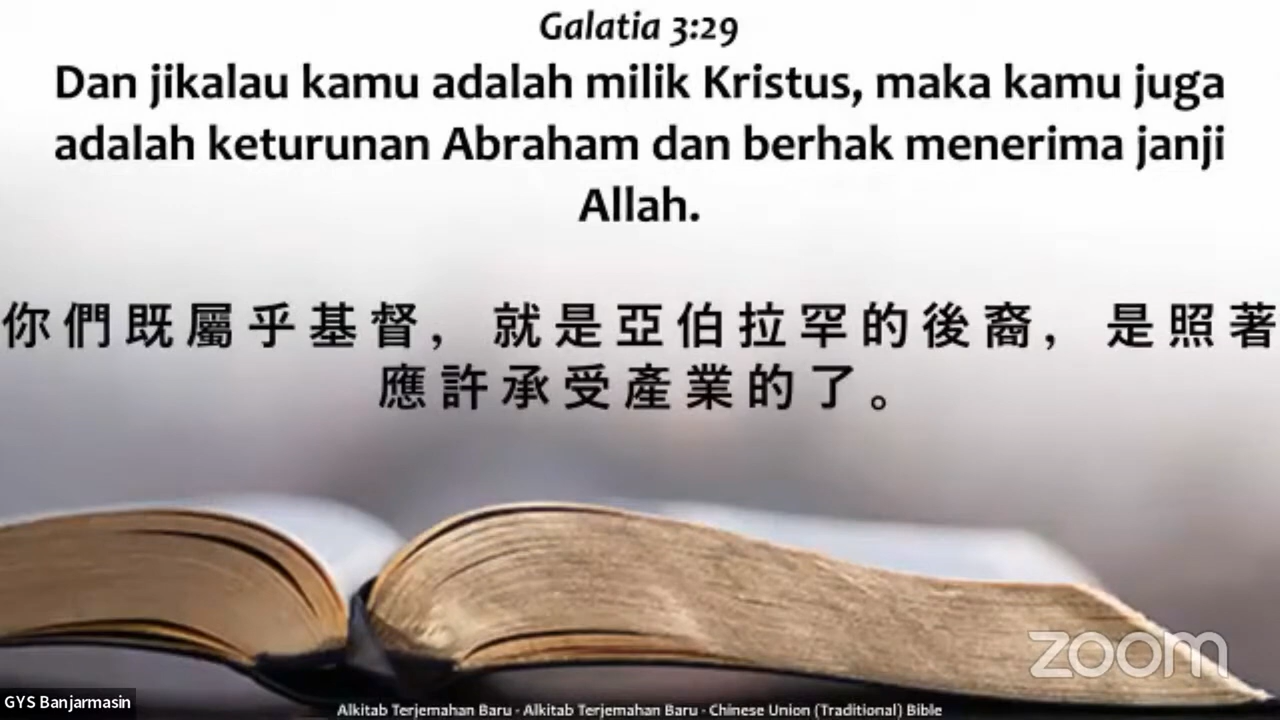 Galatia 3:29
Dan jikalau kamu adalah milik Kristus, maka kamu juga
adalah keturunan Abraham dan berhak menerima janji
Allah.
你們既屬乎基督，就是亞伯拉罕的後裔，是照著
應許承受產業的了。
zoom
GYS Banjarmasin
Alkitab Terjemahan Baru - Alkitab Terjemahan Baru - Chinese Union (Traditional) Bible